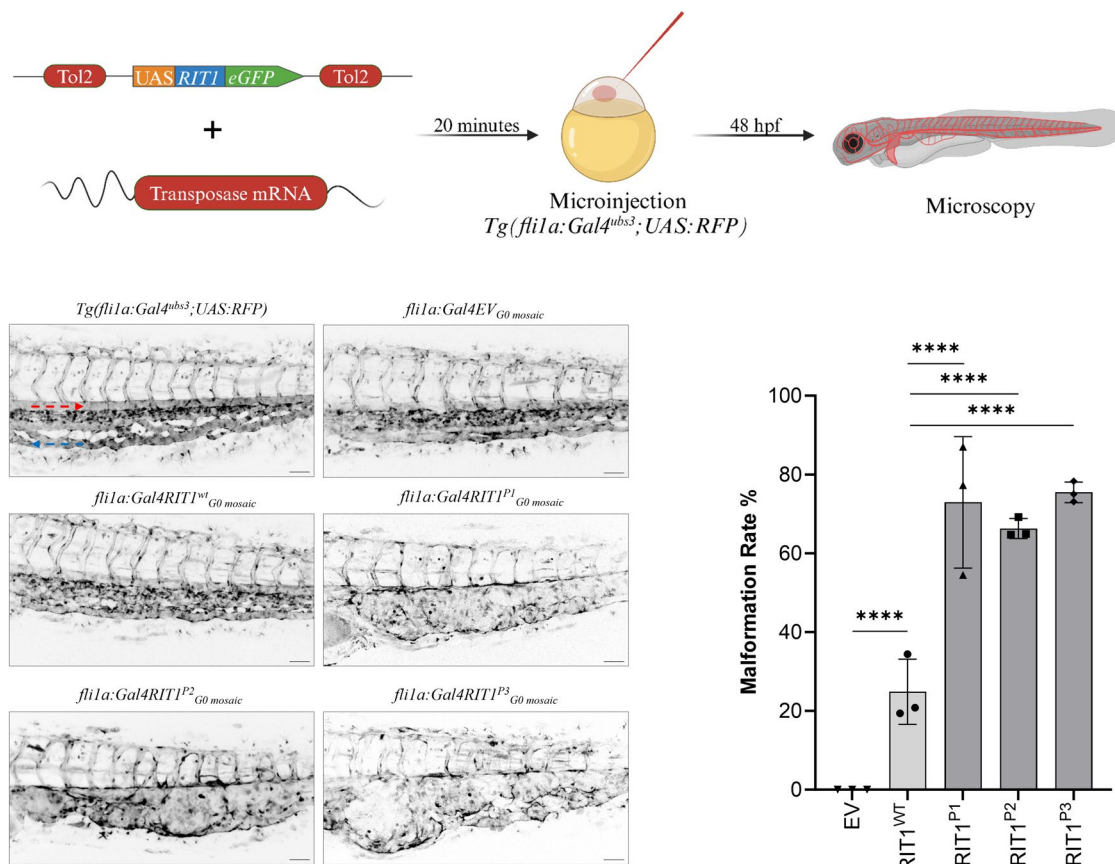 Tol2 UAS RIT1 eGFP Tol2
+
Transposase mRNA
20 minutes
48 hpf
Microinjection
Tg(fli1a:Gal4ubs3;UAS:RFP)
Microscopy
Tg(fli1a:Gal4ubs3;UAS:RFP)
fli1a:Gal4EVG0 mosaic
fli1a:Gal4RIT1wtG0 mosaic
fli1a:Gal4RIT1P1G0 mosaic
fli1a:Gal4RIT1P2G0 mosaic
fli1a:Gal4RIT1P3G0 mosaic
Malformation Rate %
100
80
60
40
20
0
****
****
****
****
EV
RIT1WT
RIT1P1
RIT1P2
RIT1P3